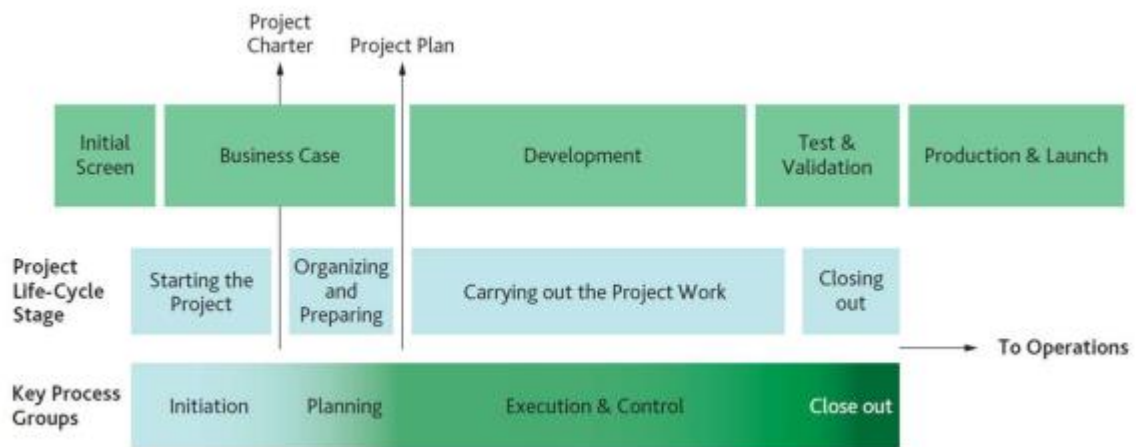 Project
Charter
Project Plan
Initial
Screen
Business Case
Development
Test &
Validation
Production & Launch
Project
Life-Cycle
Stage
Starting the
Project
Organizing
and
Preparing
Carrying out the Project Work
Closing
out
To Operations
Key Process
Groups
Initiation
Planning
Execution & Control
Close out